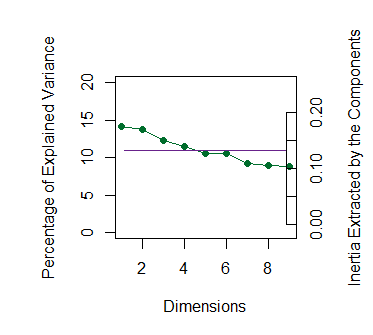 Percentage of Explained Variance
20
15
10
5
0
0.20
0.10
0.00
Inertia Extracted by the Components
2 4 6 8
Dimensions